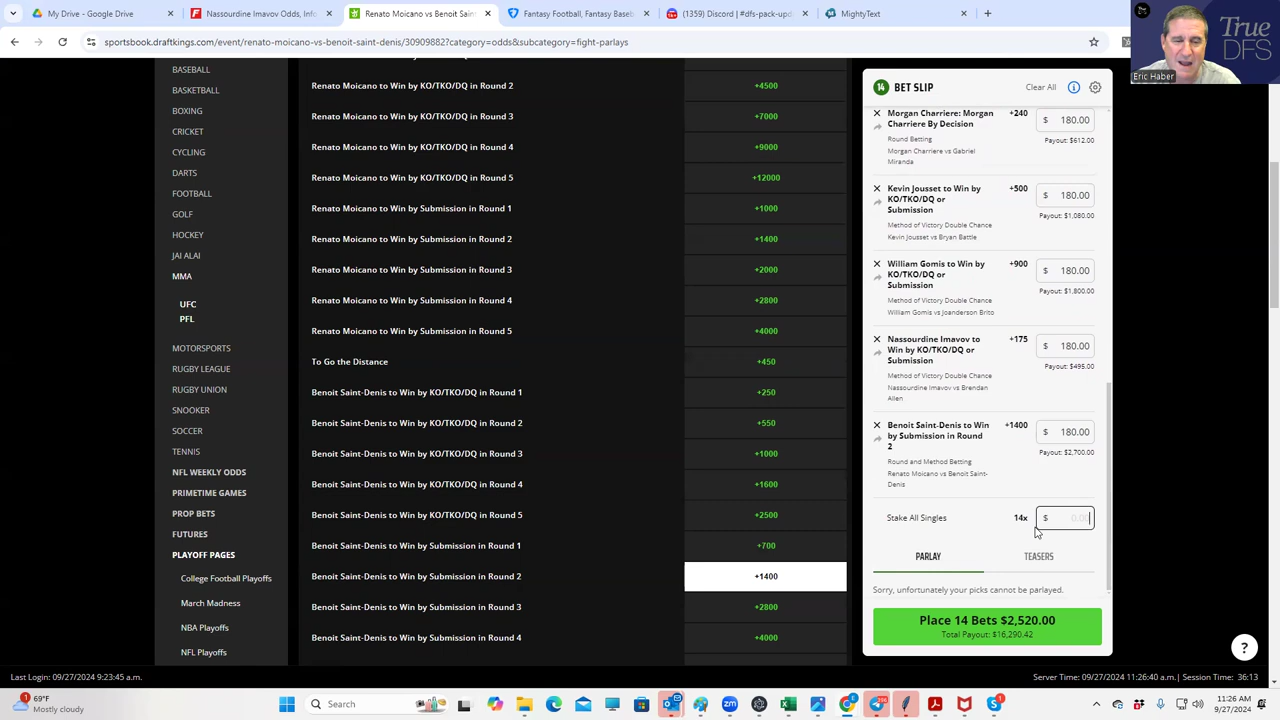 My Drive - Google Drive
Nassourdine Imavov Odds, Inf
Renato Moicano vs Benoit Sain
Fantasy Football, Fantasy Baseb
(1359) Discord | #dfs-pack-up
MightyText
sportsbook.draftkings.com/event/renato-moicano-vs-benoit-saint-denis/30909882?category=odds&subcategory=fight-parlays
True
DFS
Eric Haber
BASEBALL
BASKETBALL
BOXING
CRICKET
CYCLING
DARTS
FOOTBALL
GOLF
HOCKEY
JAI ALAI
MMA
UFC
PFL
MOTORSPORTS
RUGBY LEAGUE
RUGBY UNION
SNOOKER
SOCCER
TENNIS
NFL WEEKLY ODDS
PRIMETIME GAMES
PROP BETS
FUTURES
PLAYOFF PAGES
College Football Playoffs
March Madness
NBA Playoffs
NFL Playoffs
Renato Moicano to Win by KO/TKO/DQ in Round 2 +4500
Renato Moicano to Win by KO/TKO/DQ in Round 3 +7000
Renato Moicano to Win by KO/TKO/DQ in Round 4 +9000
Renato Moicano to Win by KO/TKO/DQ in Round 5 +12000
Renato Moicano to Win by Submission in Round 1 +1000
Renato Moicano to Win by Submission in Round 2 +1400
Renato Moicano to Win by Submission in Round 3 +2000
Renato Moicano to Win by Submission in Round 4 +2800
Renato Moicano to Win by Submission in Round 5 +4000
To Go the Distance +450
Benoit Saint-Denis to Win by KO/TKO/DQ in Round 1 +250
Benoit Saint-Denis to Win by KO/TKO/DQ in Round 2 +550
Benoit Saint-Denis to Win by KO/TKO/DQ in Round 3 +1000
Benoit Saint-Denis to Win by KO/TKO/DQ in Round 4 +1600
Benoit Saint-Denis to Win by KO/TKO/DQ in Round 5 +2500
Benoit Saint-Denis to Win by Submission in Round 1 +700
Benoit Saint-Denis to Win by Submission in Round 2 +1400
Benoit Saint-Denis to Win by Submission in Round 3 +2800
Benoit Saint-Denis to Win by Submission in Round 4 +4000
14 BET SLIP Clear All
Morgan Charriere: Morgan +240 $ 180.00
Charriere By Decision
Round Betting Payout: $612.00
Morgan Charriere vs Gabriel
Miranda
Kevin Jousset to Win by +500 $ 180.00
KO/TKO/DQ or
Submission Payout: $1,080.00
Method of Victory Double Chance
Kevin Jousset vs Bryan Battle
William Gomis to Win by +900 $ 180.00
KO/TKO/DQ or
Submission Payout: $1,800.00
Method of Victory Double Chance
William Gomis vs Joanderson Brito
Nassourdine Imavov to +175 $ 180.00
Win by KO/TKO/DQ or
Submission Payout: $495.00
Method of Victory Double Chance
Nassourdine Imavov vs Brendan
Allen
Benoit Saint-Denis to Win +1400 $ 180.00
by Submission in Round
2 Payout: $2,700.00
Round and Method Betting
Renato Moicano vs Benoit Saint-
Denis
Stake All Singles 14x $
PARLAY TEASERS
Sorry, unfortunately your picks cannot be parlayed.
Place 14 Bets $2,520.00
Total Payout: $16,290.42
?
Last Login: 09/27/2024 9:23:45 a.m.
Server Time: 09/27/2024 11:26:40 a.m.| Session Time: 36:13
69°F
Mostly cloudy
Search
11:26 AM
9/27/2024